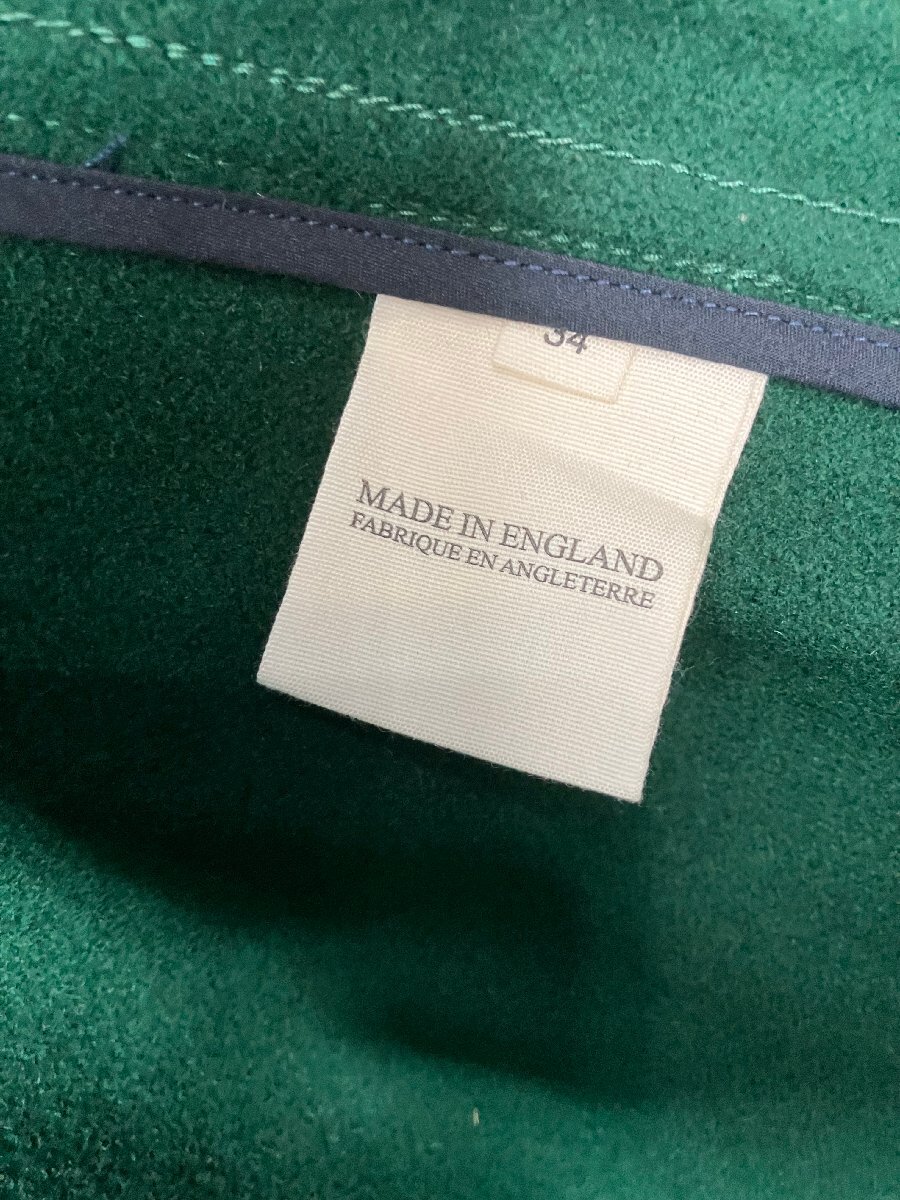 34
MADE IN ENGLAND
FABRIQUE EN ANGLETERRE